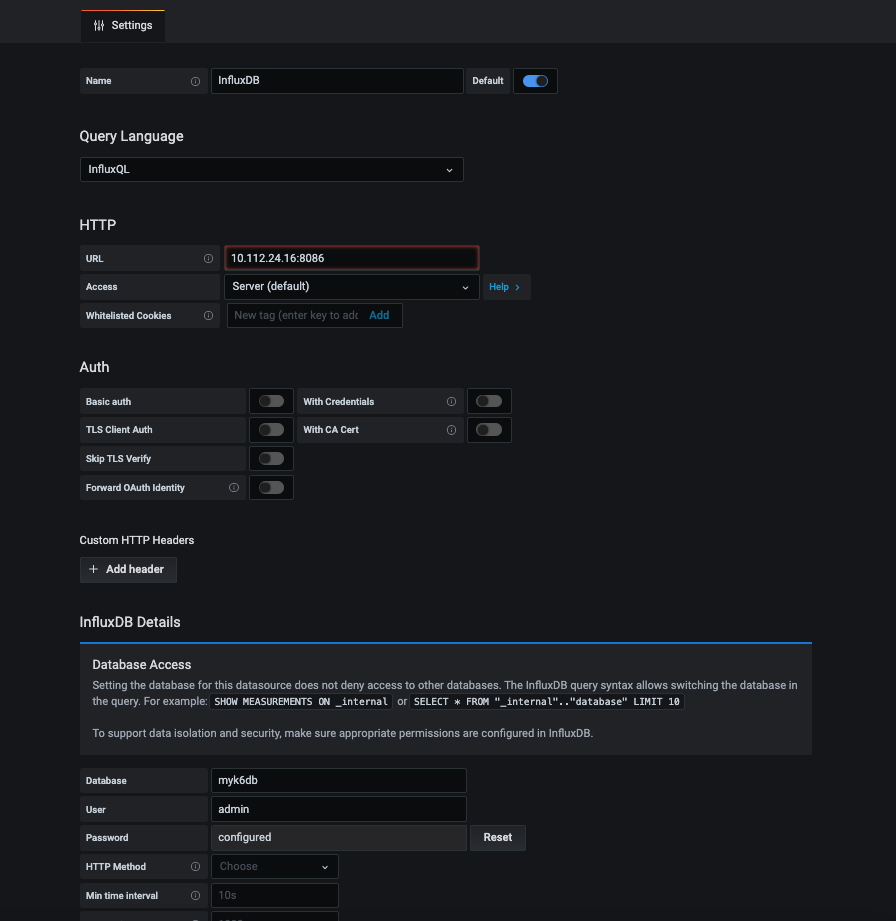 Settings
Name InfluxDB Default
Query Language
InfluxQL
HTTP
URL 10.112.24.16:8086
Access Server (default) Help >
Whitelisted Cookies New tag (enter key to add Add
Auth
Basic auth With Credentials
TLS Client Auth With CA Cert
Skip TLS Verify
Forward OAuth Identity
Custom HTTP Headers
+ Add header
InfluxDB Details
Database Access
Setting the database for this datasource does not deny access to other databases. The InfluxDB query syntax allows switching the database in
the query. For example: SHOW MEASUREMENTS ON _internal or SELECT * FROM "_internal".."database" LIMIT 10
To support data isolation and security, make sure appropriate permissions are configured in InfluxDB.
Database myk6db
User admin
Password configured Reset
HTTP Method Choose
Min time interval 10s